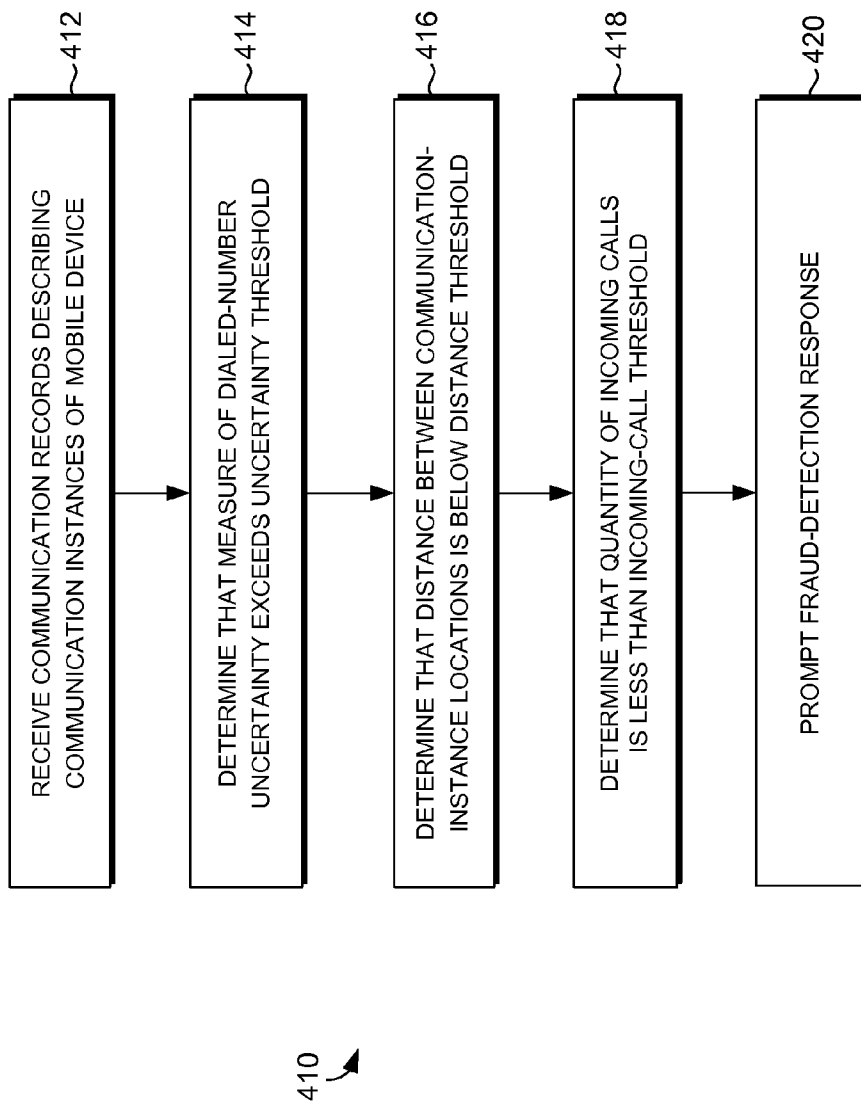 410
RECEIVE COMMUNICATION RECORDS DESCRIBING
COMMUNICATION INSTANCES OF MOBILE DEVICE
412
DETERMINE THAT MEASURE OF DIALED-NUMBER
UNCERTAINTY EXCEEDS UNCERTAINTY THRESHOLD
414
DETERMINE THAT DISTANCE BETWEEN COMMUNICATION-
INSTANCE LOCATIONS IS BELOW DISTANCE THRESHOLD
416
DETERMINE THAT QUANTITY OF INCOMING CALLS
IS LESS THAN INCOMING-CALL THRESHOLD
418
PROMPT FRAUD-DETECTION RESPONSE
420